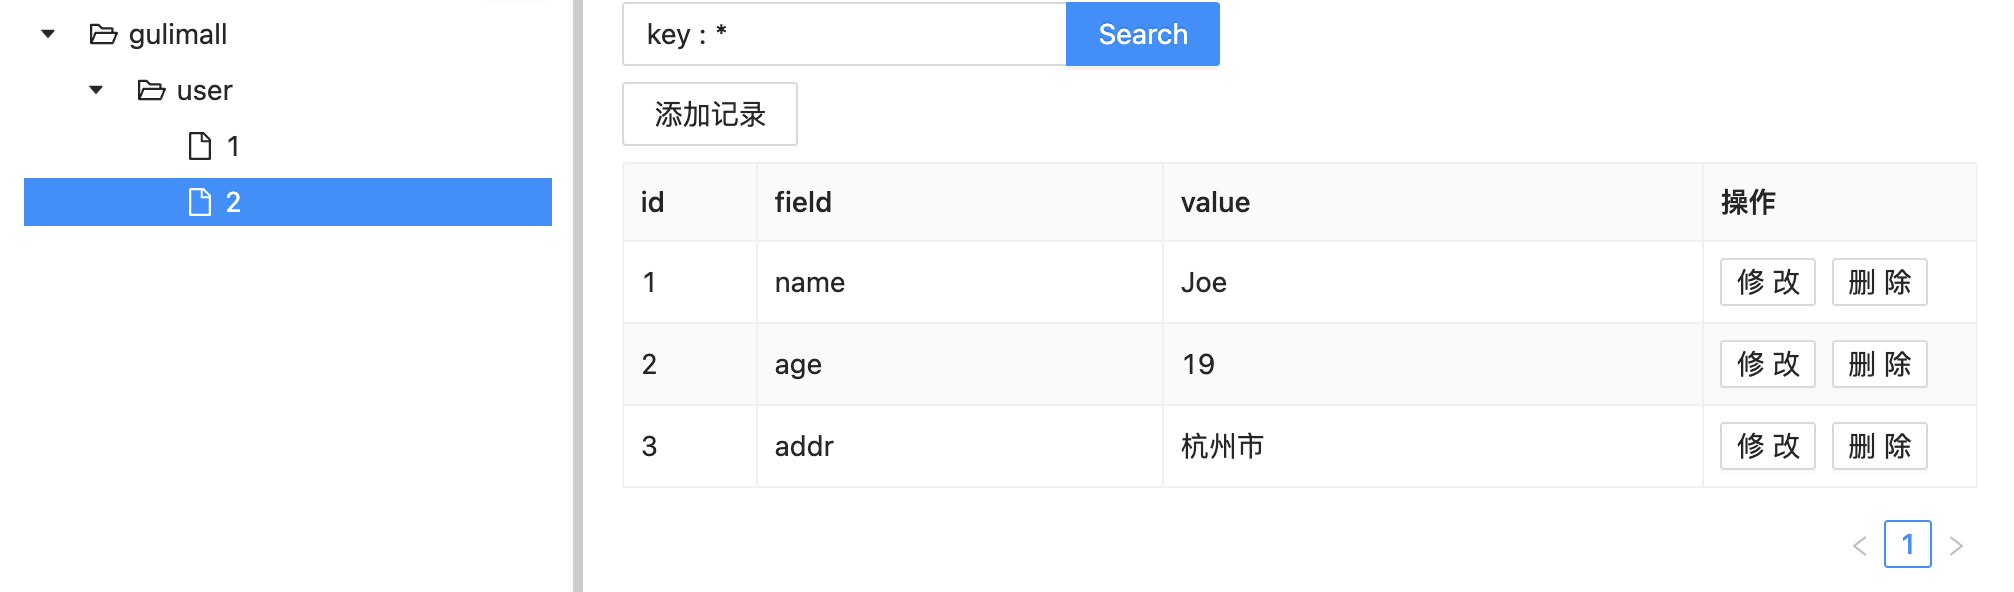 gulimall
user
1
2
key : * Search
添加记录
id field value 操作
1 name Joe 修 改 删 除
2 age 19 修 改 删 除
3 addr 杭州市 修 改 删 除
< 1 >